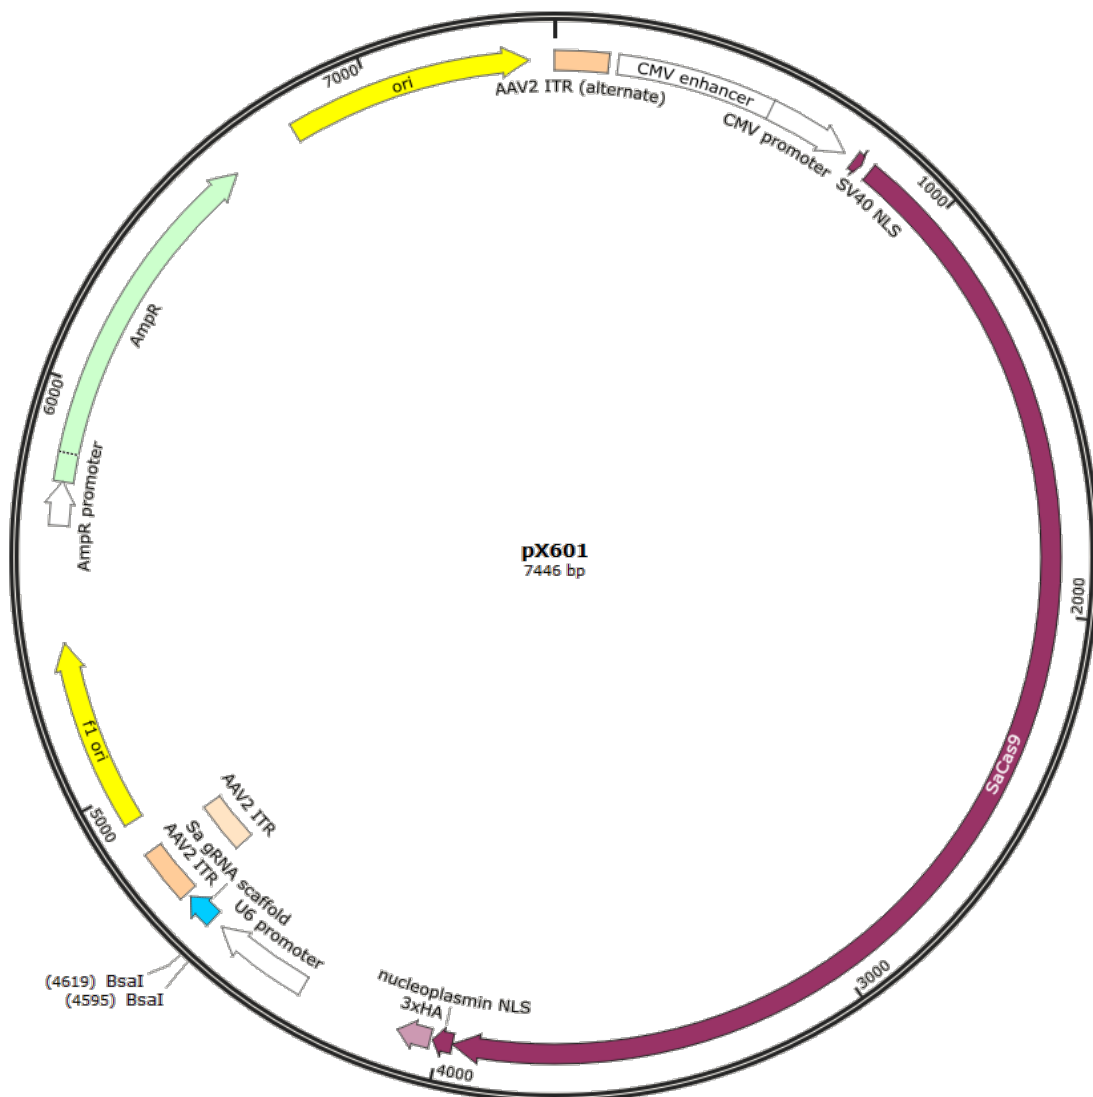 7000
ori
AAV2 ITR (alternate)
CMV enhancer
CMV promoter
SV40 NLS
1000
AmpR
6000
AmpR promoter
pX601
7446 bp
2000
SaCas9
f1 ori
5000
AAV2 ITR
AAV2 ITR
Sa gRNA scaffold
U6 promoter
(4619) BsaI
(4595) BsaI
nucleoplasmin NLS
3xHA
3000
4000